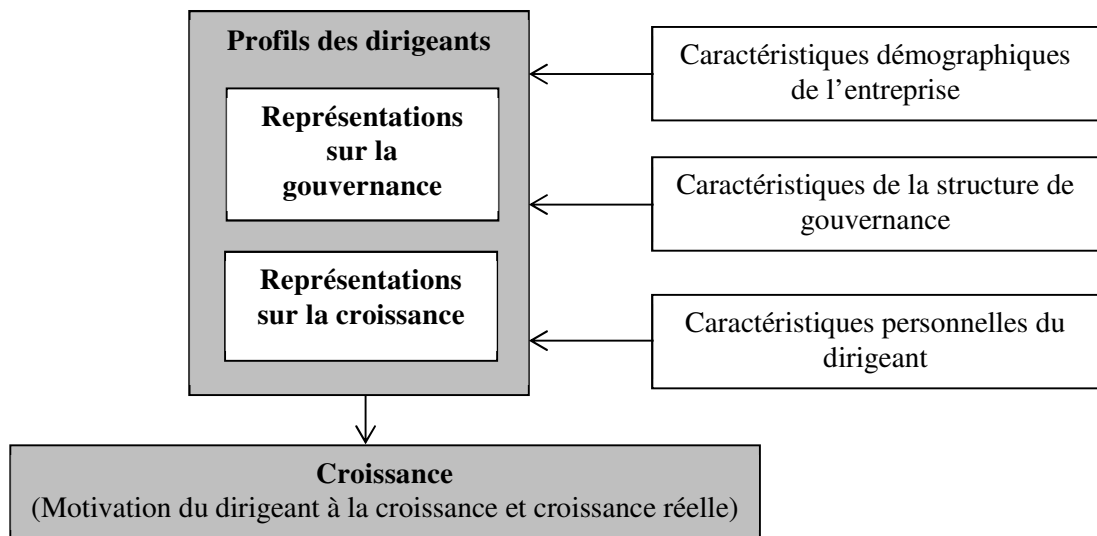 Profils des dirigeants
Représentations
sur la
gouvernance
Représentations
sur la croissance
Caractéristiques démographiques
de l'entreprise
Caractéristiques de la structure de
gouvernance
Caractéristiques personnelles du
dirigeant
Croissance
(Motivation du dirigeant à la croissance et croissance réelle)